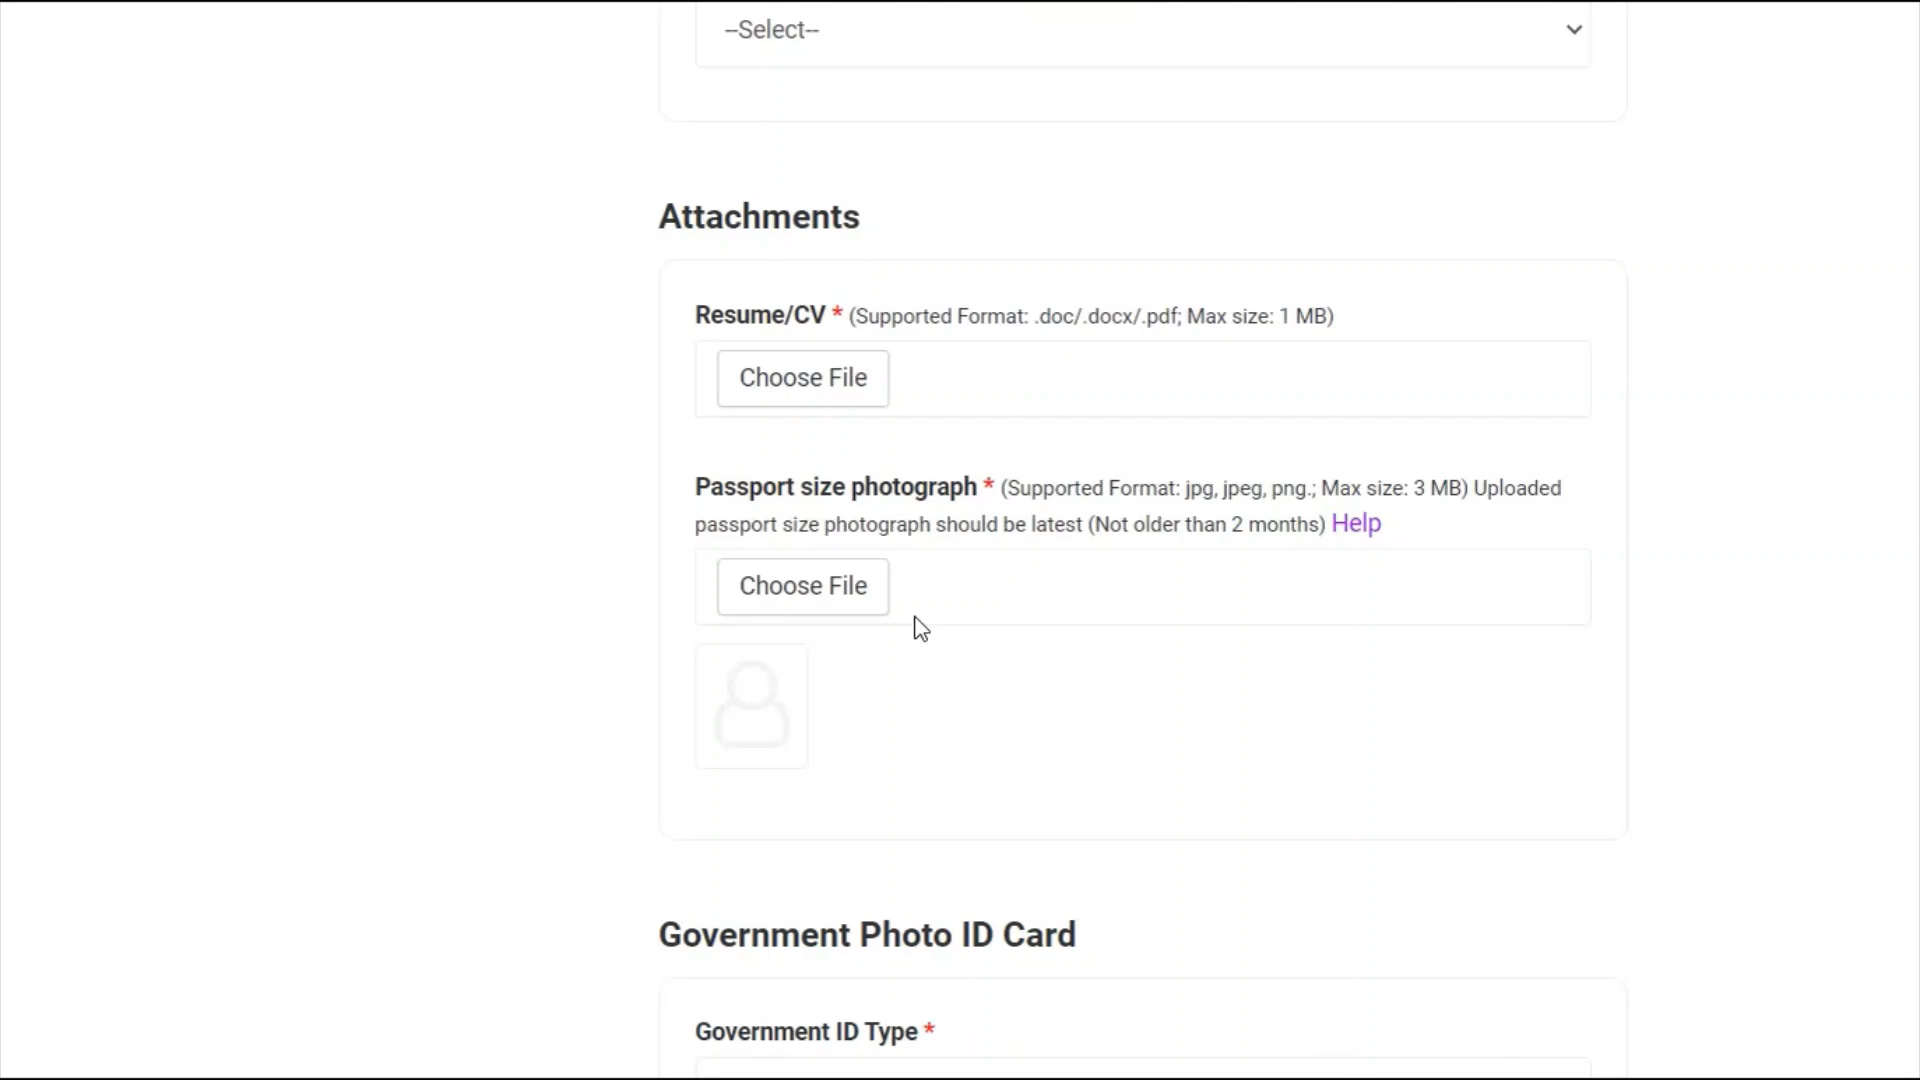 --Select--
Attachments
Resume/CV * (Supported Format: .doc/.docx/.pdf; Max size: 1 MB)
Choose File
Passport size photograph * (Supported Format: jpg, jpeg, png.; Max size: 3 MB) Uploaded
passport size photograph should be latest (Not older than 2 months) Help
Choose File
Government Photo ID Card
Government ID Type *